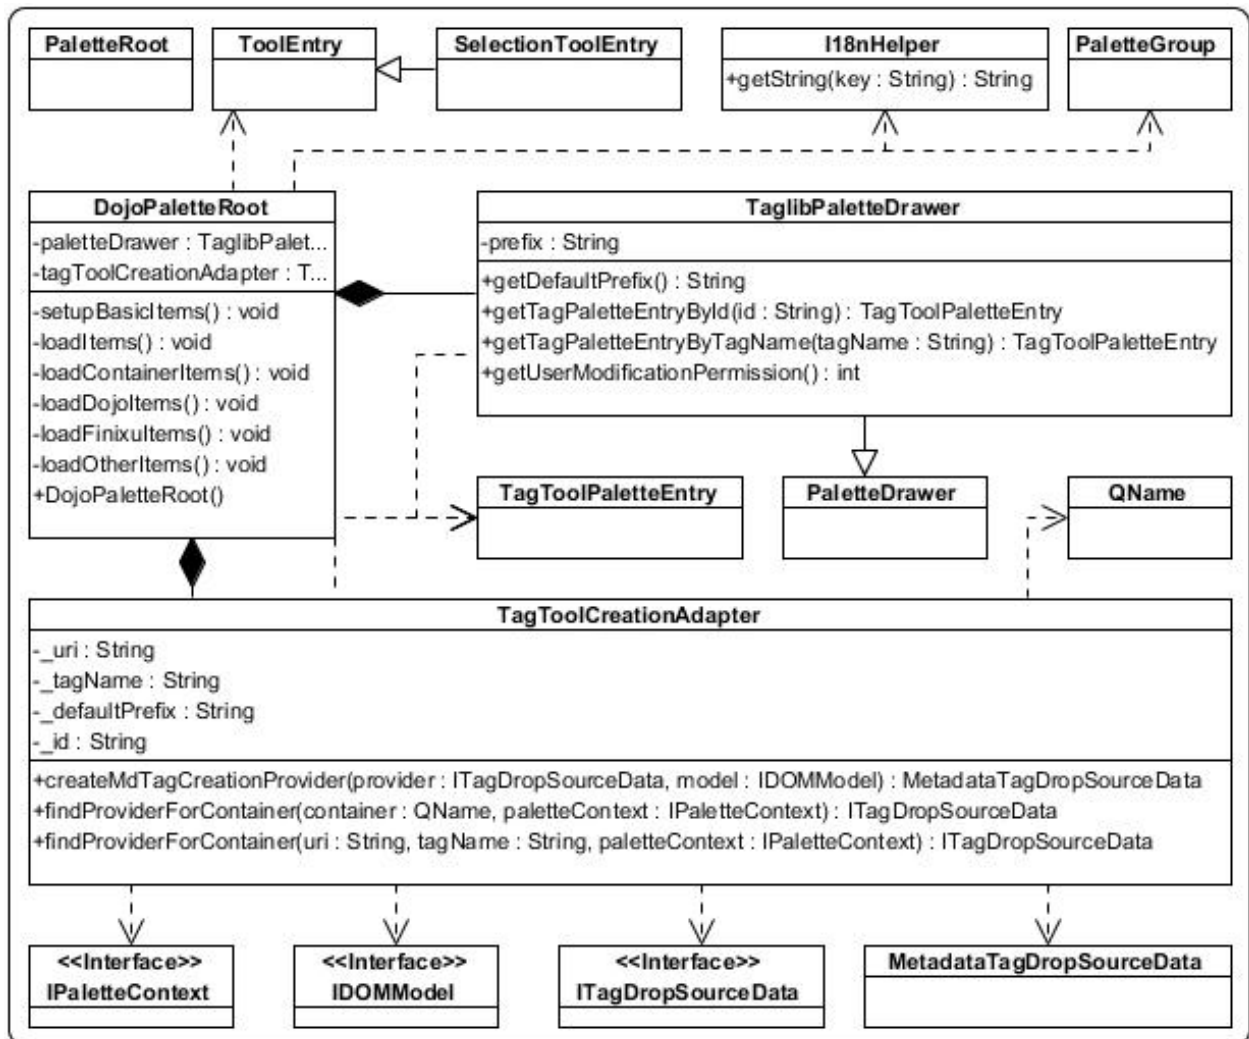 PaletteRoot
ToolEntry
SelectionToolEntry
I18nHelper
+getString(key : String) : String
PaletteGroup
DojoPaletteRoot
-paletteDrawer : TaglibPalet...
-tagToolCreationAdapter : T...
-setupBasicItems() : void
-loadItems() : void
-loadContainerItems() : void
-loadDojoItems() : void
-loadFinixuItems() : void
-loadOtherItems() : void
+DojoPaletteRoot()
TaglibPaletteDrawer
-prefix : String
+getDefaultPrefix() : String
+getTagPaletteEntryById(id : String) : TagToolPaletteEntry
+getTagPaletteEntryByTagName(tagName : String) : TagToolPaletteEntry
+getUserModificationPermission() : int
TagToolPaletteEntry
PaletteDrawer
QName
TagToolCreationAdapter
-_uri : String
-_tagName : String
-_defaultPrefix : String
-_id : String
+createMdTagCreationProvider(provider : ITagDropSourceData, model : IDOMModel) : MetadataTagDropSourceData
+findProviderForContainer(container : QName, paletteContext : IPaletteContext) : ITagDropSourceData
+findProviderForContainer(uri : String, tagName : String, paletteContext : IPaletteContext) : ITagDropSourceData
<<Interface>>
IPaletteContext
<<Interface>>
IDOMModel
<<Interface>>
ITagDropSourceData
MetadataTagDropSourceData